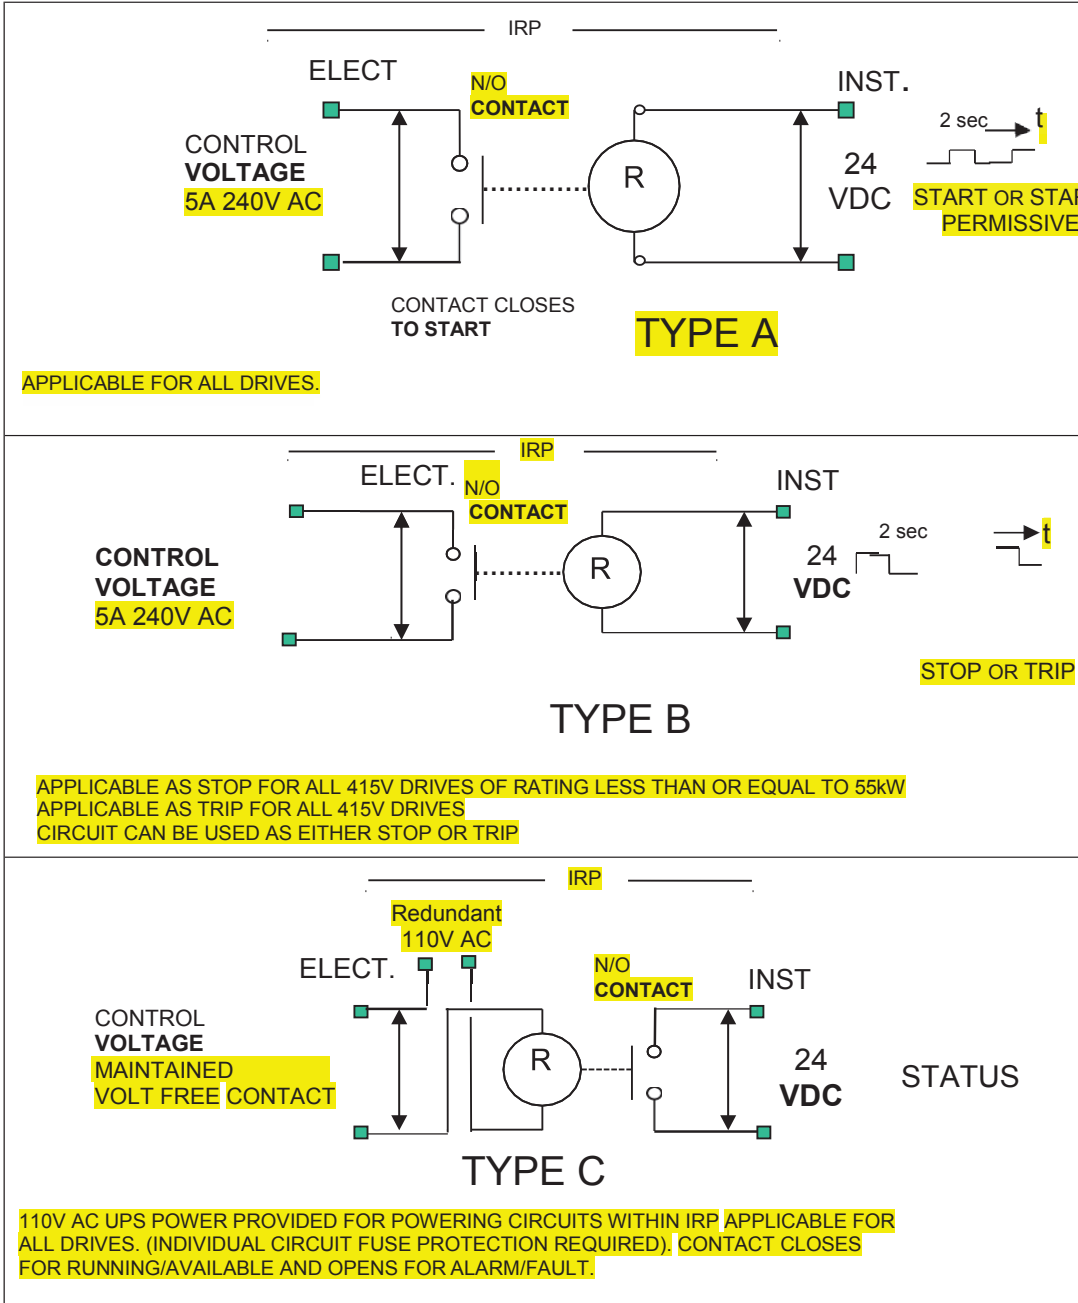 IRP
ELECT
N/O
CONTACT
INST.
CONTROL
VOLTAGE
5A 240V AC
R
24
VDC
2 sec
t
START OR STAR
PERMISSIVE
CONTACT CLOSES
TO START
TYPE A
APPLICABLE FOR ALL DRIVES.
IRP
ELECT.
N/O
CONTACT
INST
CONTROL
VOLTAGE
5A 240V AC
R
24
VDC
2 sec
t
STOP OR TRIP
TYPE B
APPLICABLE AS STOP FOR ALL 415V DRIVES OF RATING LESS THAN OR EQUAL TO 55kW
APPLICABLE AS TRIP FOR ALL 415V DRIVES
CIRCUIT CAN BE USED AS EITHER STOP OR TRIP
IRP
Redundant
110V AC
ELECT.
N/O
CONTACT
INST
CONTROL
VOLTAGE
MAINTAINED
VOLT FREE CONTACT
R
24
VDC
STATUS
TYPE C
110V AC UPS POWER PROVIDED FOR POWERING CIRCUITS WITHIN IRP APPLICABLE FOR
ALL DRIVES. (INDIVIDUAL CIRCUIT FUSE PROTECTION REQUIRED). CONTACT CLOSES
FOR RUNNING/AVAILABLE AND OPENS FOR ALARM/FAULT.